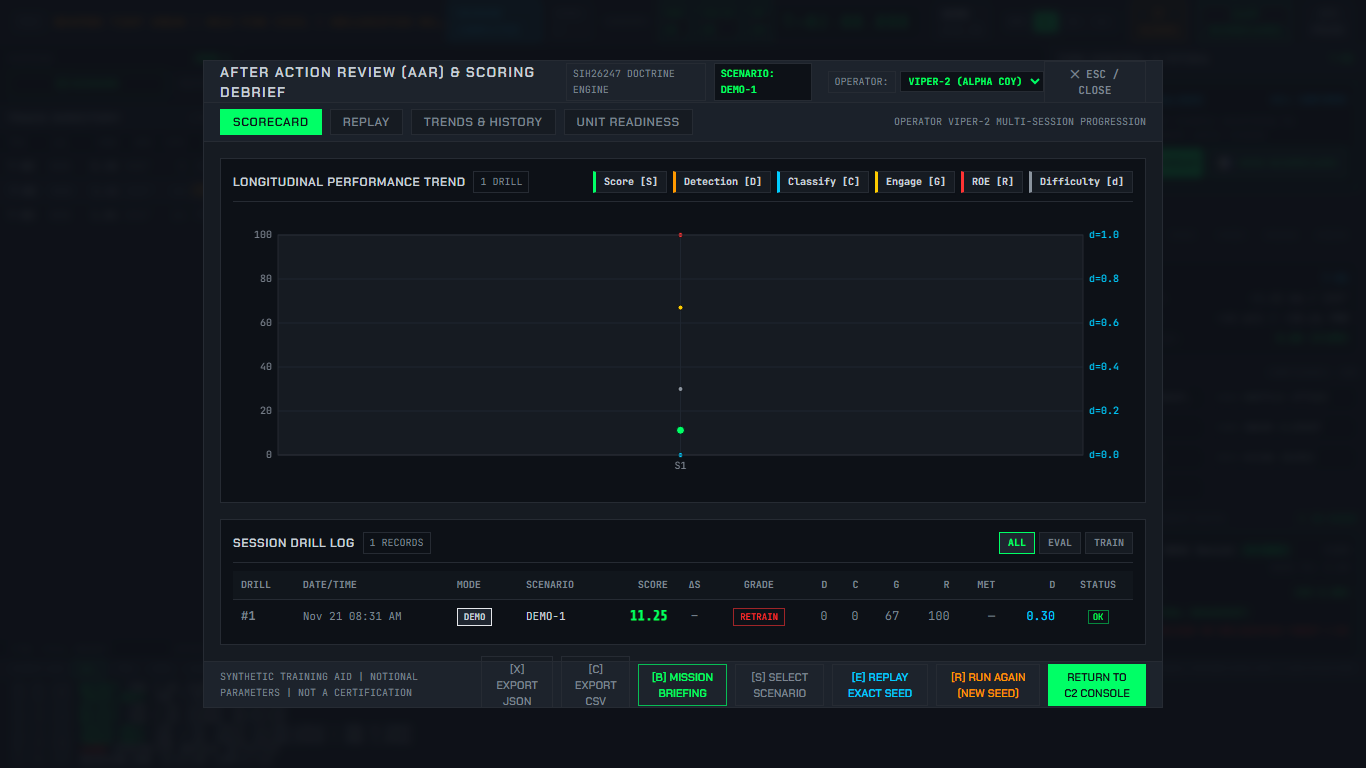 AFTER ACTION REVIEW (AAR) & SCORING
DEBRIEF
SIH26247 DOCTRINE
ENGINE
SCENARIO:
DEMO-1
OPERATOR:
VIPER-2 (ALPHA COY)
✕ ESC /
CLOSE
SCORECARD
REPLAY
TRENDS & HISTORY
UNIT READINESS
OPERATOR VIPER-2 MULTI-SESSION PROGRESSION
LONGITUDINAL PERFORMANCE TREND
1 DRILL
Score [S]
Detection [D]
Classify [C]
Engage [G]
ROE [R]
Difficulty [d]
100
d=1.0
80
d=0.8
60
d=0.6
40
d=0.4
20
d=0.2
0
d=0.0
S1
SESSION DRILL LOG
1 RECORDS
ALL
EVAL
TRAIN
DRILL DATE/TIME MODE SCENARIO SCORE ΔS GRADE D C G R MET D STATUS
#1 Nov 21 08:31 AM DEMO DEMO-1 11.25 — RETRAIN 0 0 67 100 — 0.30 OK
SYNTHETIC TRAINING AID | NOTIONAL
PARAMETERS | NOT A CERTIFICATION
[X]
EXPORT
JSON
[C]
EXPORT
CSV
[B] MISSION
BRIEFING
[S] SELECT
SCENARIO
[E] REPLAY
EXACT SEED
[R] RUN AGAIN
(NEW SEED)
RETURN TO
C2 CONSOLE